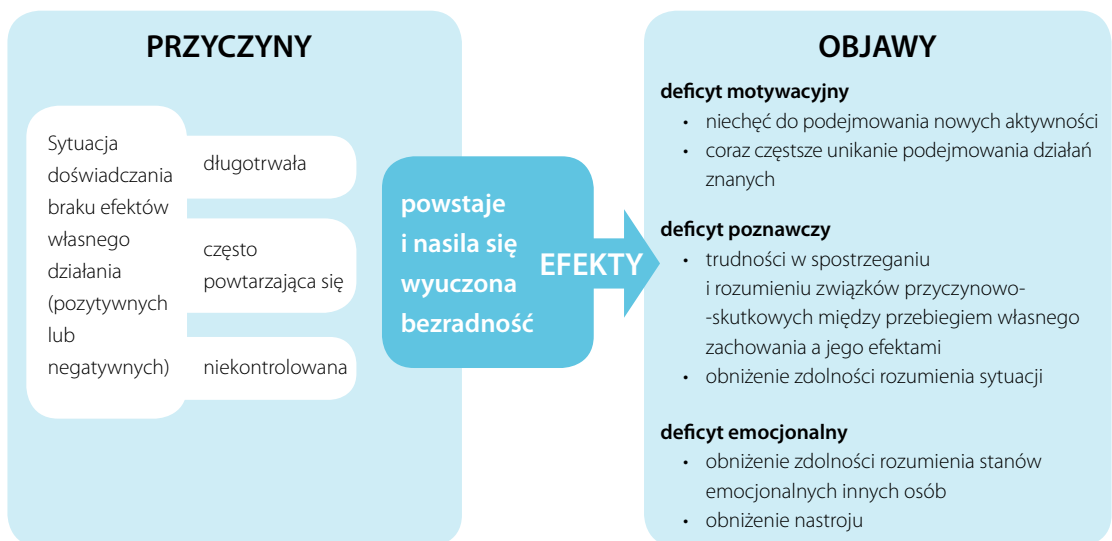 PRZYCZYNY
Sytuacja
doświadczania
braku efektów
własnego
działania
(pozytywnych
lub
negatywnych)
długotrwała
często
powtarzająca się
niekontrolowana
powstaje
i nasila się
wyuczona
bezradność
EFEKTY
OBJAWY
deficyt motywacyjny
• niechęć do podejmowania nowych aktywności
• coraz częstsze unikanie podejmowania działań
znanych
deficyt poznawczy
• trudności w spostrzeganiu
i rozumieniu związków przyczynowo-
-skutkowych między przebiegiem własnego
zachowania a jego efektami
• obniżenie zdolności rozumienia sytuacji
deficyt emocjonalny
• obniżenie zdolności rozumienia stanów
emocjonalnych innych osób
• obniżenie nastroju